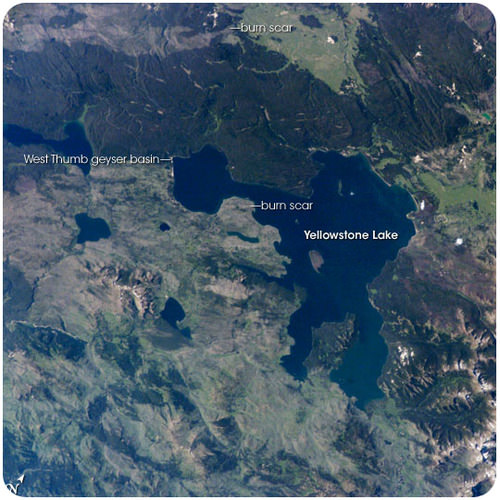 burn scar
West Thumb geyser basin
burn scar
Yellowstone Lake
N